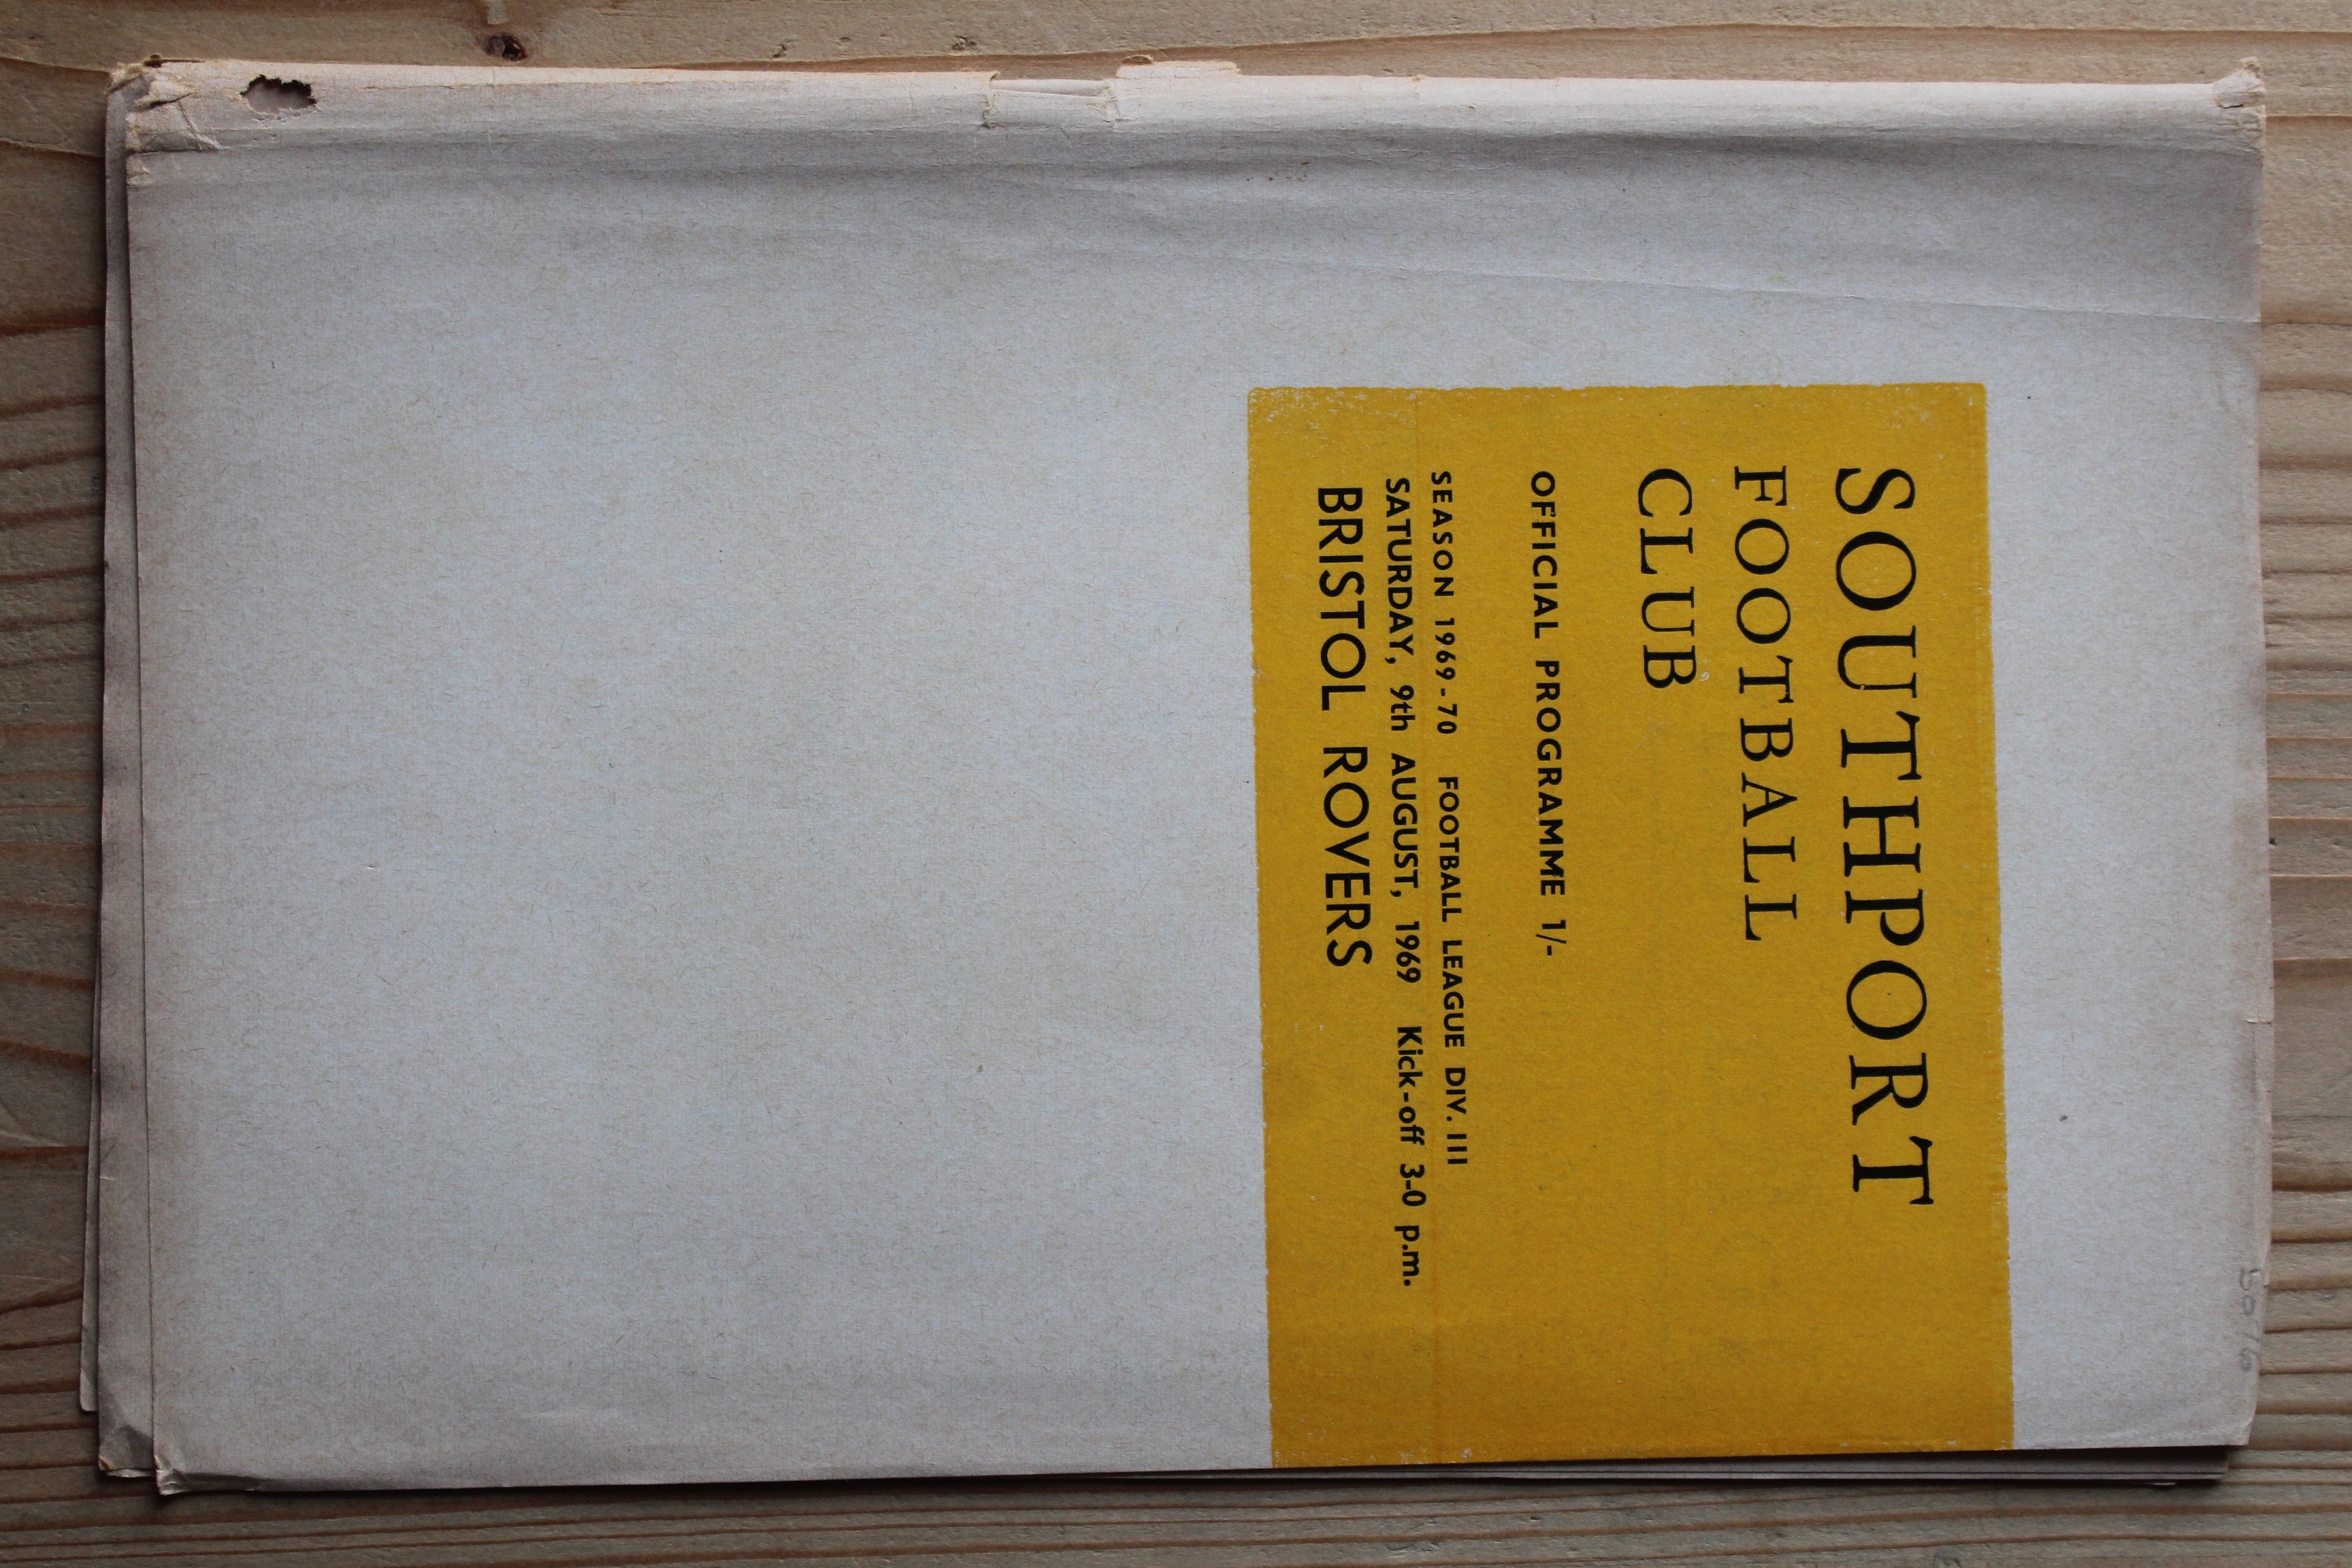 SOUTHPORT
FOOTBALL
CLUB
OFFICIAL PROGRAMME 1/-
SEASON 1969-70 FOOTBALL LEAGUE DIV. III
SATURDAY, 9th AUGUST, 1969 Kick-off 3-0 p.m.
BRISTOL ROVERS